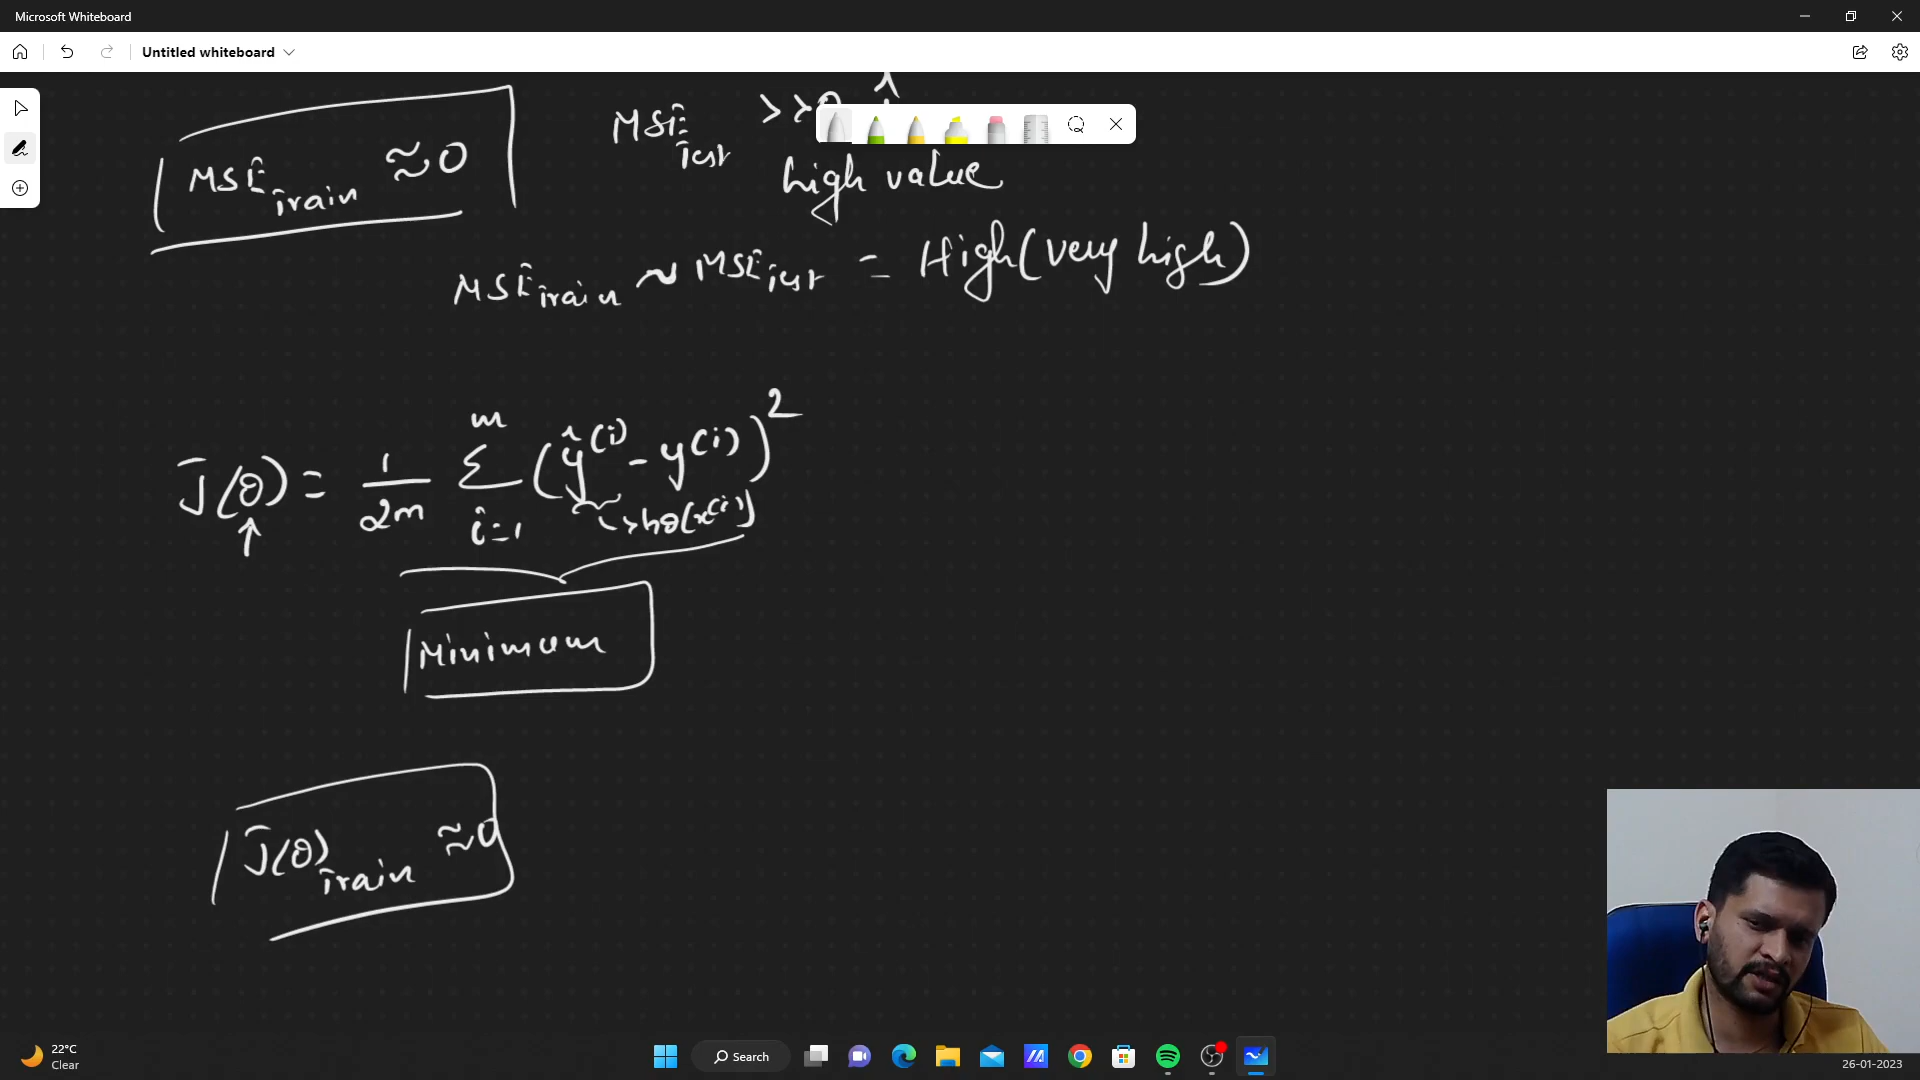 Microsoft Whiteboard
Untitled whiteboard
MSE Train ≈ 0
MSE Test >>0
high value
MSE Train ~ MSE Test = High (very high)
J(θ) = 1/2m Σ i=1 m (ŷ^(i) - y^(i))^2
↑
↳ hθ(x^(i))
Minimum
J(θ) Train ≈ 0
22°C
Clear
Search
26-01-2023